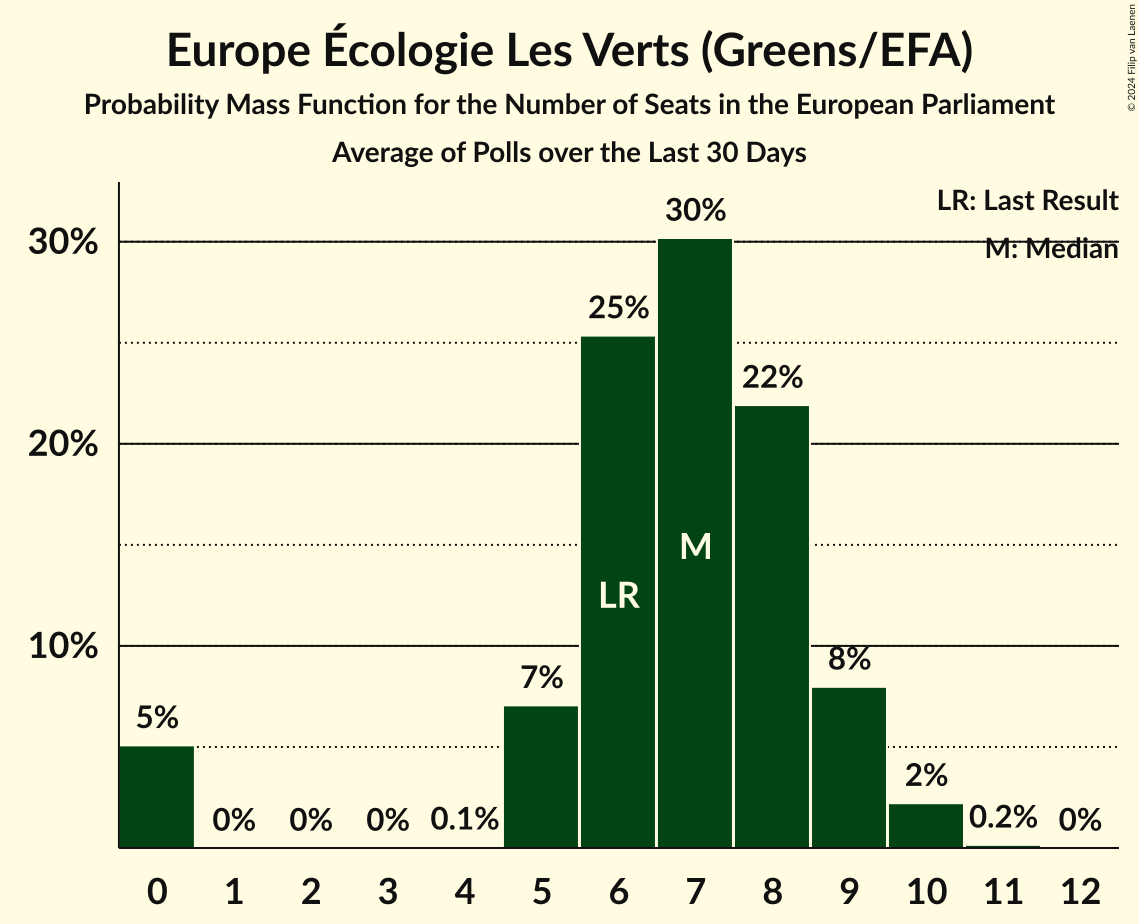 Europe Écologie Les Verts (Greens/EFA)
Probability Mass Function for the Number of Seats in the European Parliament
Average of Polls over the Last 30 Days
© 2024 Filip van Laenen
LR: Last Result
M: Median
30%
20%
10%
5%
0%
0%
0%
0.1%
7%
25%
30%
22%
8%
2%
0.2%
0%
LR
M
0 1 2 3 4 5 6 7 8 9 10 11 12